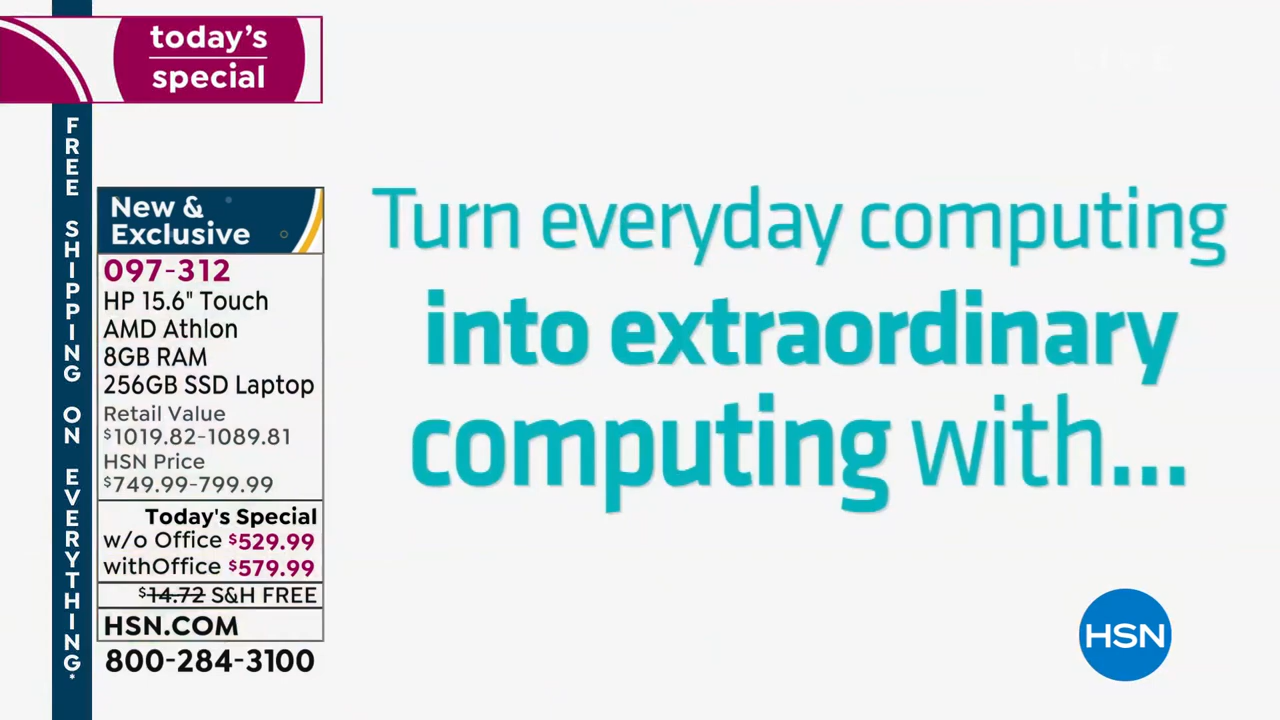 today's
special
FREE SHIPPING ON EVERYTHING*
New &
Exclusive
097-312
HP 15.6" Touch
AMD Athlon
8GB RAM
256GB SSD Laptop
Retail Value
$1019.82-1089.81
HSN Price
$749.99-799.99
Today's Special
w/o Office $529.99
withOffice $579.99
$14.72 S&H FREE
HSN.COM
800-284-3100
Turn everyday computing
into extraordinary
computing with...
HSN